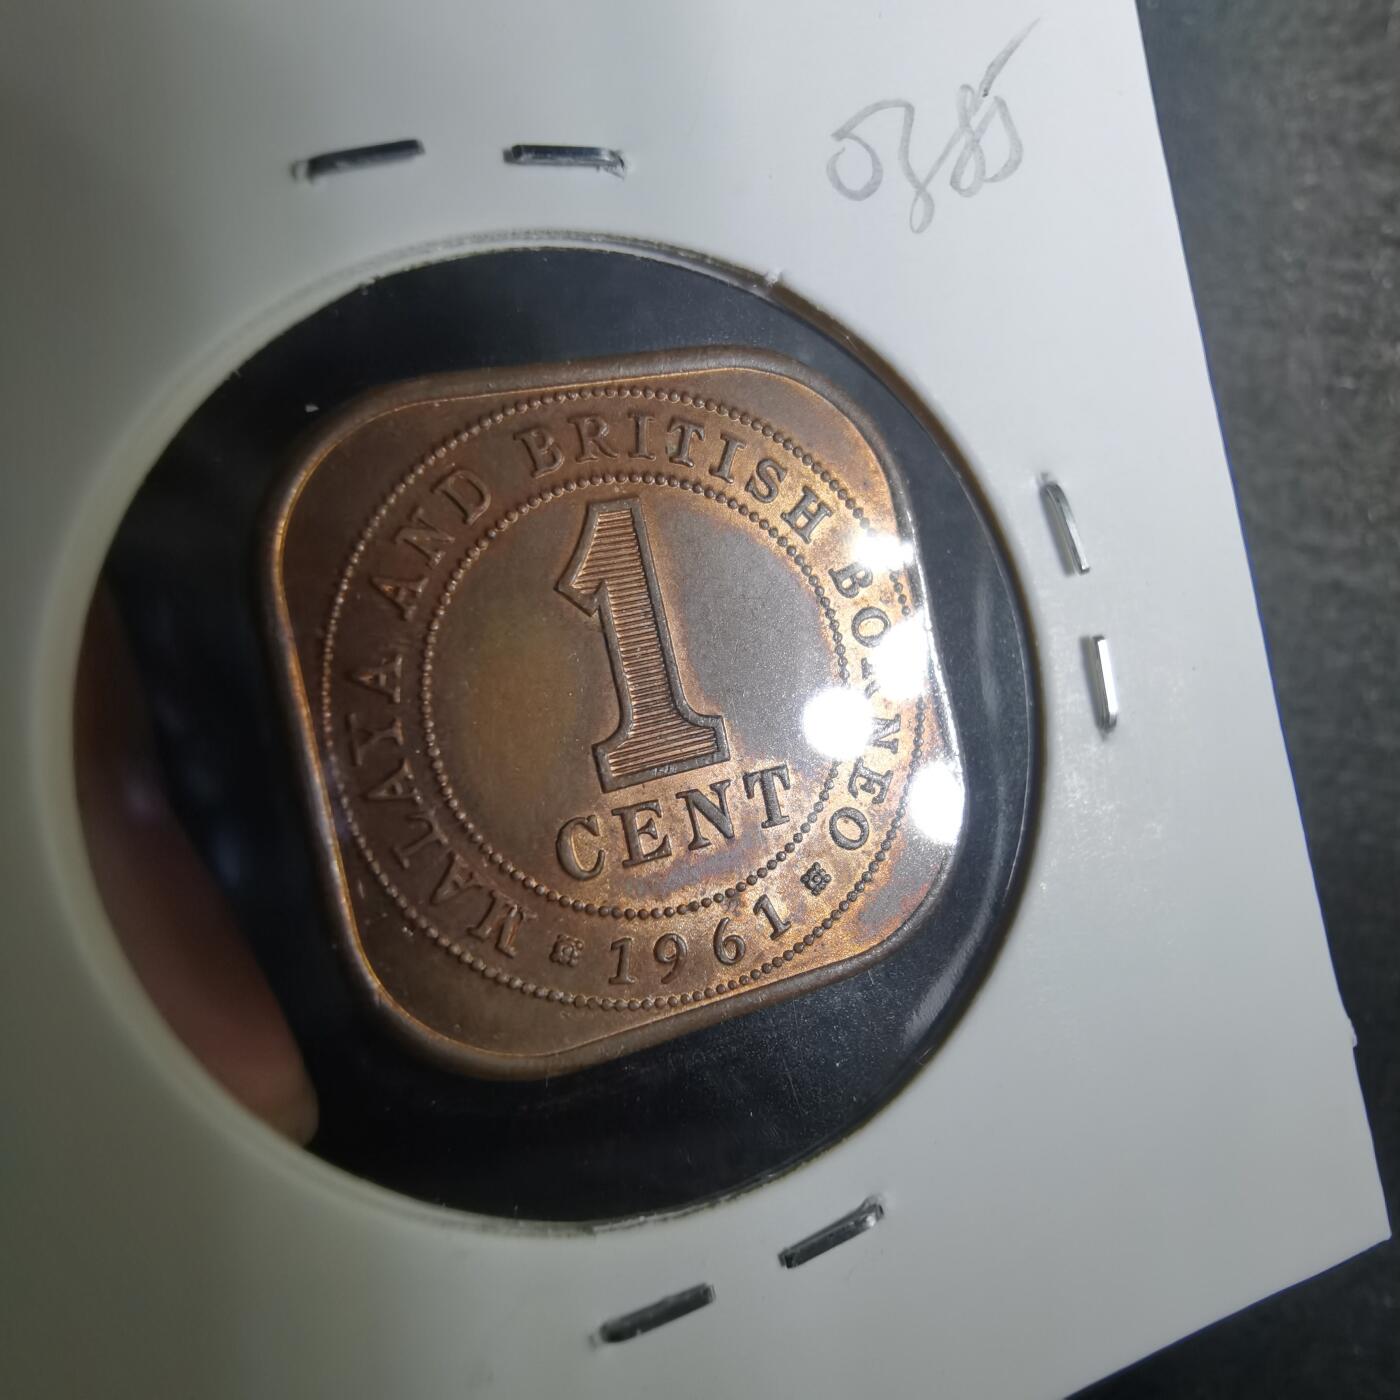 MALAYA AND BRITISH BORNEO
1
CENT
1961